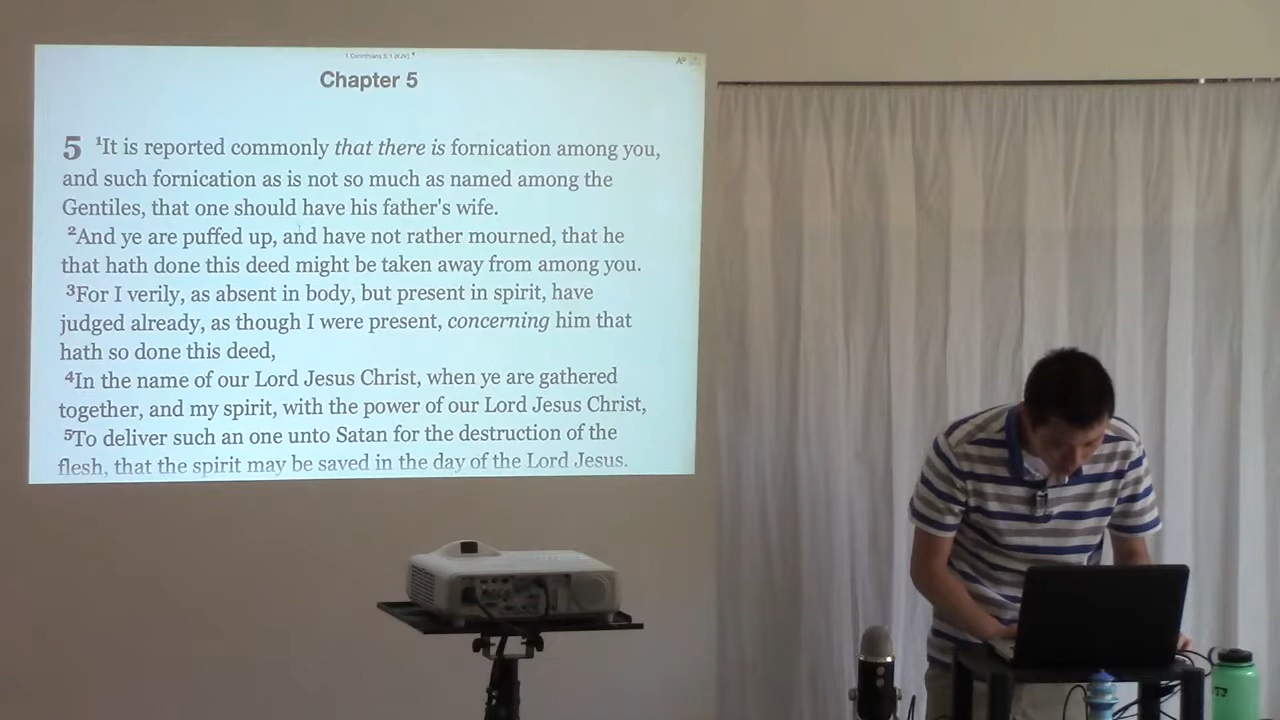 1 Corinthians 5:1 (KJV)
Chapter 5
5 ¹It is reported commonly that there is fornication among you,
and such fornication as is not so much as named among the
Gentiles, that one should have his father's wife.
²And ye are puffed up, and have not rather mourned, that he
that hath done this deed might be taken away from among you.
³For I verily, as absent in body, but present in spirit, have
judged already, as though I were present, concerning him that
hath so done this deed,
⁴In the name of our Lord Jesus Christ, when ye are gathered
together, and my spirit, with the power of our Lord Jesus Christ,
⁵To deliver such an one unto Satan for the destruction of the
flesh, that the spirit may be saved in the day of the Lord Jesus.